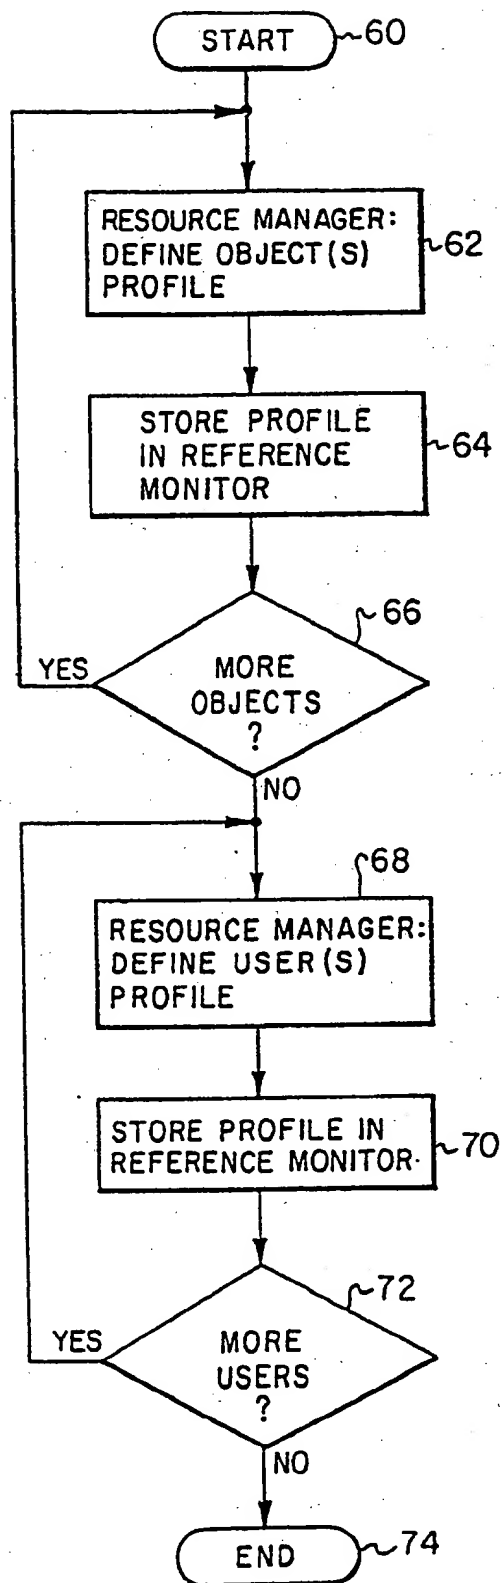 START 60
RESOURCE MANAGER:
DEFINE OBJECT(S) 62
PROFILE
STORE PROFILE
IN REFERENCE 64
MONITOR
66
YES
MORE
OBJECTS
?
NO
68
RESOURCE MANAGER:
DEFINE USER(S)
PROFILE
STORE PROFILE IN
REFERENCE MONITOR 70
72
YES
MORE
USERS
?
NO
END 74